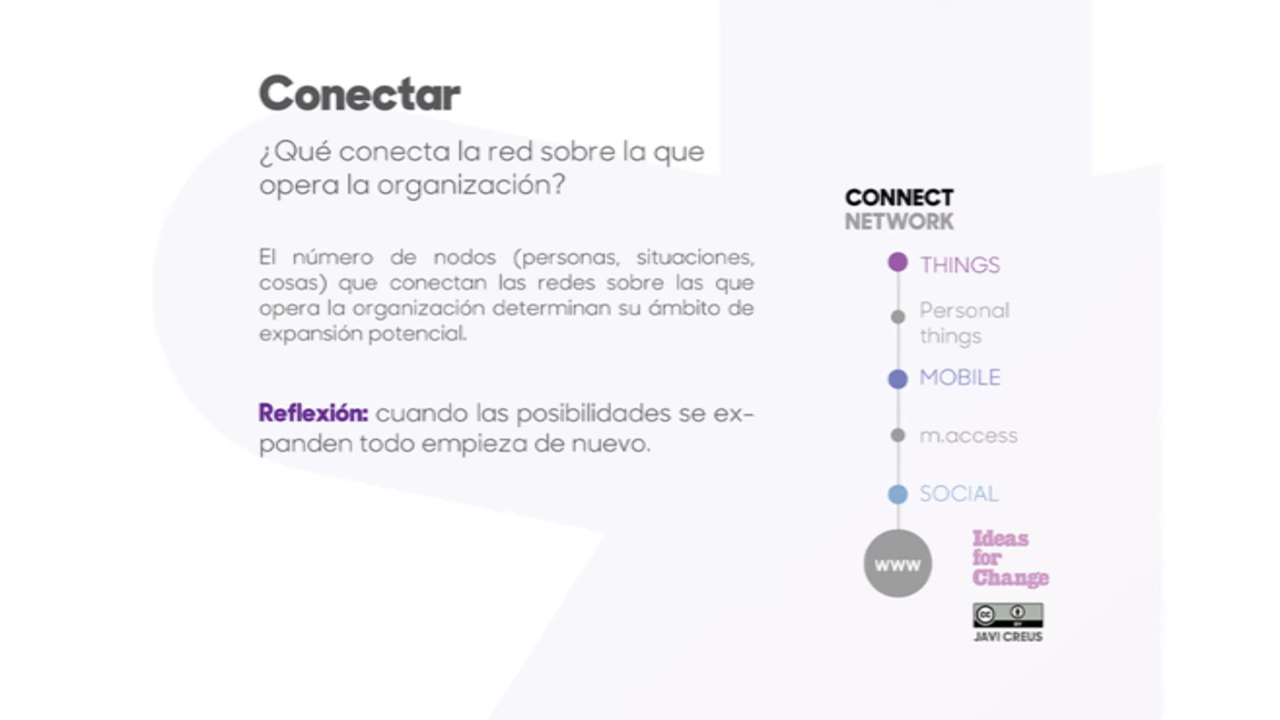 Conectar
¿Qué conecta la red sobre la que
opera la organización?
El número de nodos (personas, situaciones,
cosas) que conectan las redes sobre las que
opera la organización determinan su ámbito de
expansión potencial.
Reflexión: cuando las posibilidades se ex-
panden todo empieza de nuevo.
CONNECT
NETWORK
THINGS
Personal
things
MOBILE
m.access
SOCIAL
www
Ideas
for
Change
cc
BY
JAVI CREUS